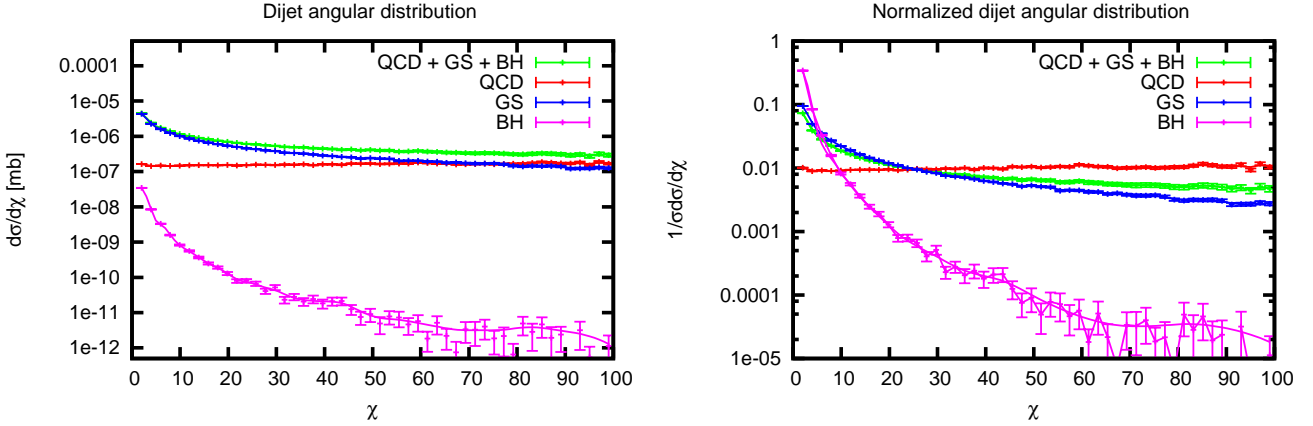 Dijet angular distribution
dσ/dχ [mb]
0.0001
1e-05
1e-06
1e-07
1e-08
1e-09
1e-10
1e-11
1e-12
QCD + GS + BH
QCD
GS
BH
0 10 20 30 40 50 60 70 80 90 100
χ
Normalized dijet angular distribution
1/σdσ/dχ
1
0.1
0.01
0.001
0.0001
1e-05
QCD + GS + BH
QCD
GS
BH
0 10 20 30 40 50 60 70 80 90 100
χ